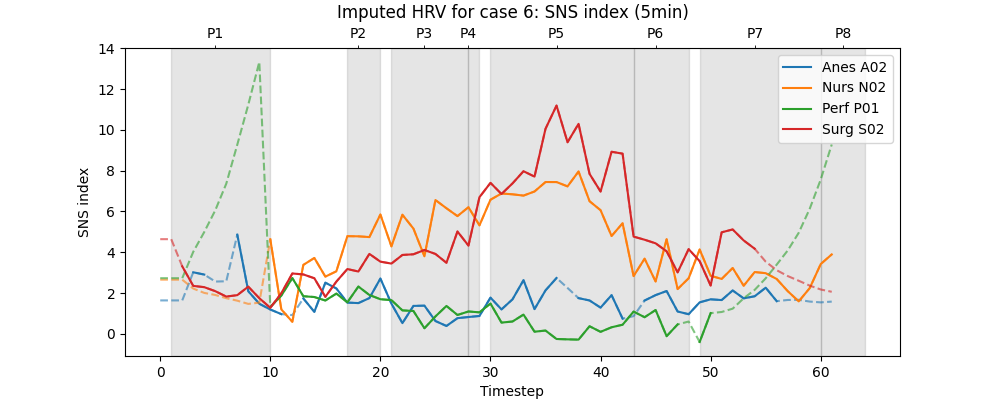 Imputed HRV for case 6: SNS index (5min)
P1 P2 P3 P4 P5 P6 P7 P8
14
12
10
8
6
4
2
0
SNS index
Anes A02
Nurs N02
Perf P01
Surg S02
0 10 20 30 40 50 60
Timestep